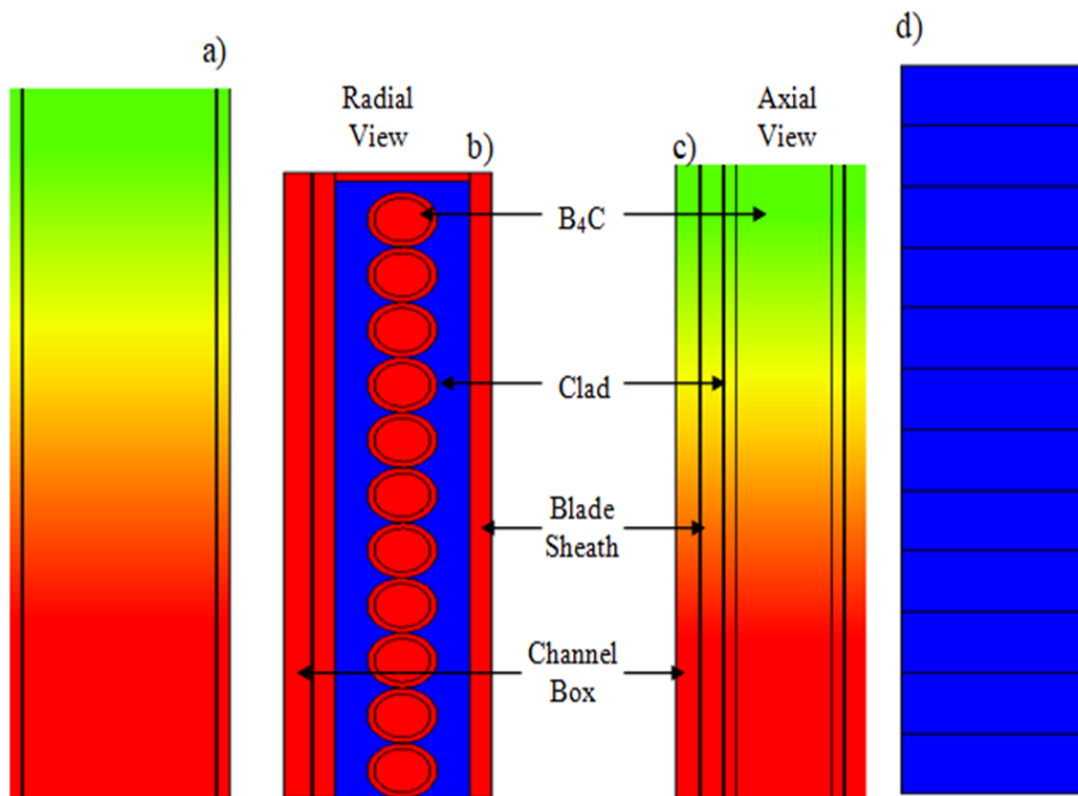 a)
d)
Radial
View
Axial
View
b)
c)
B₄C
Clad
Blade
Sheath
Channel
Box